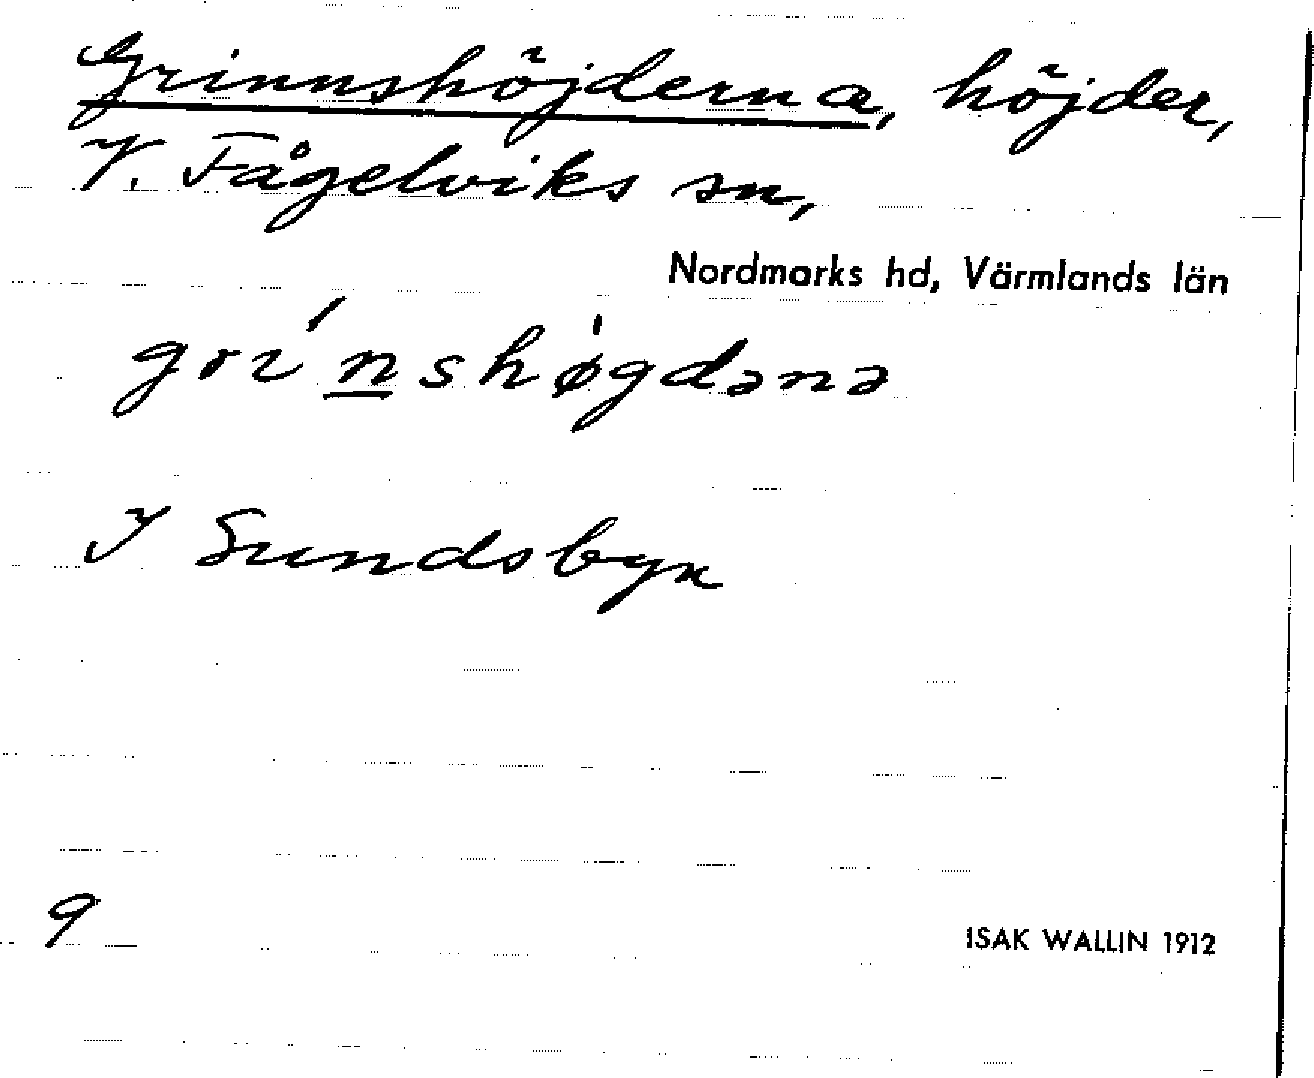 Grinnshöjderna, höjder,
V. Fågelviks sn,
Nordmarks hd, Värmlands län
grínshøgdənə
I Sundsbyn
9
ISAK WALLIN 1912